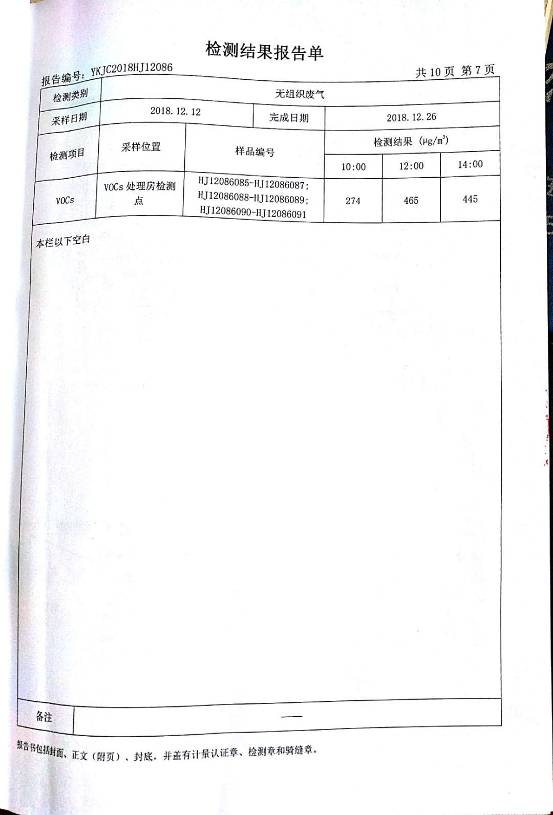 检测结果报告单
报告编号：YKJC2018HJ12086
共 10 页 第 7 页
检测类别 无组织废气
采样日期 2018.12.12 完成日期 2018.12.26
检测项目 采样位置 样品编号 检测结果（μg/m³）
10:00 12:00 14:00
VOCs VOCs 处理房检测点 HJ12086085-HJ12086087； 274 465 445
HJ12086088-HJ12086089；
HJ12086090-HJ12086091
本栏以下空白
备注 ——
报告书包括封面、正文（附页）、封底，并盖有计量认证章、检测章和骑缝章。